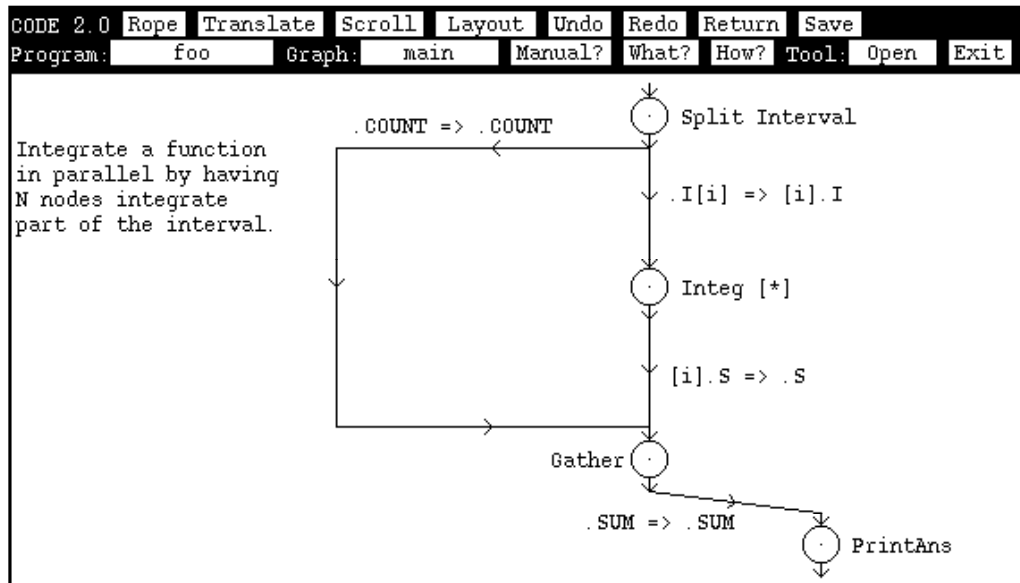 CODE 2.0 Rope Translate Scroll Layout Undo Redo Return Save
Program: foo Graph: main Manual? What? How? Tool: Open Exit
Split Interval
.COUNT => .COUNT
Integrate a function
in parallel by having
N nodes integrate
part of the interval.
.I[i] => [i].I
Integ [*]
[i].S => .S
Gather
.SUM => .SUM
PrintAns